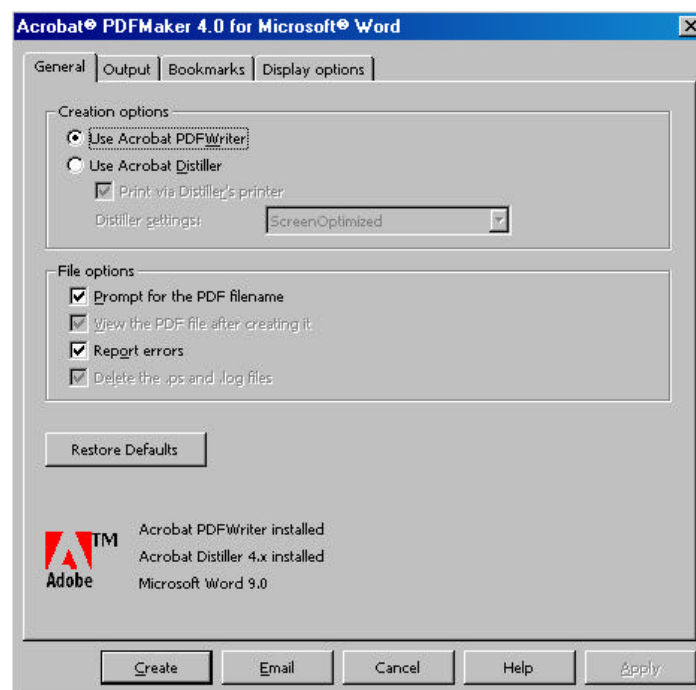 Acrobat® PDFMaker 4.0 for Microsoft® Word
General Output Bookmarks Display options
Creation options
Use Acrobat PDFWriter
Use Acrobat Distiller
Print via Distiller's printer
Distiller settings: ScreenOptimized
File options
Prompt for the PDF filename
View the PDF file after creating it
Report errors
Delete the .ps and .log files
Restore Defaults
TM
Adobe
Acrobat PDFWriter installed
Acrobat Distiller 4.x installed
Microsoft Word 9.0
Create Email Cancel Help Apply